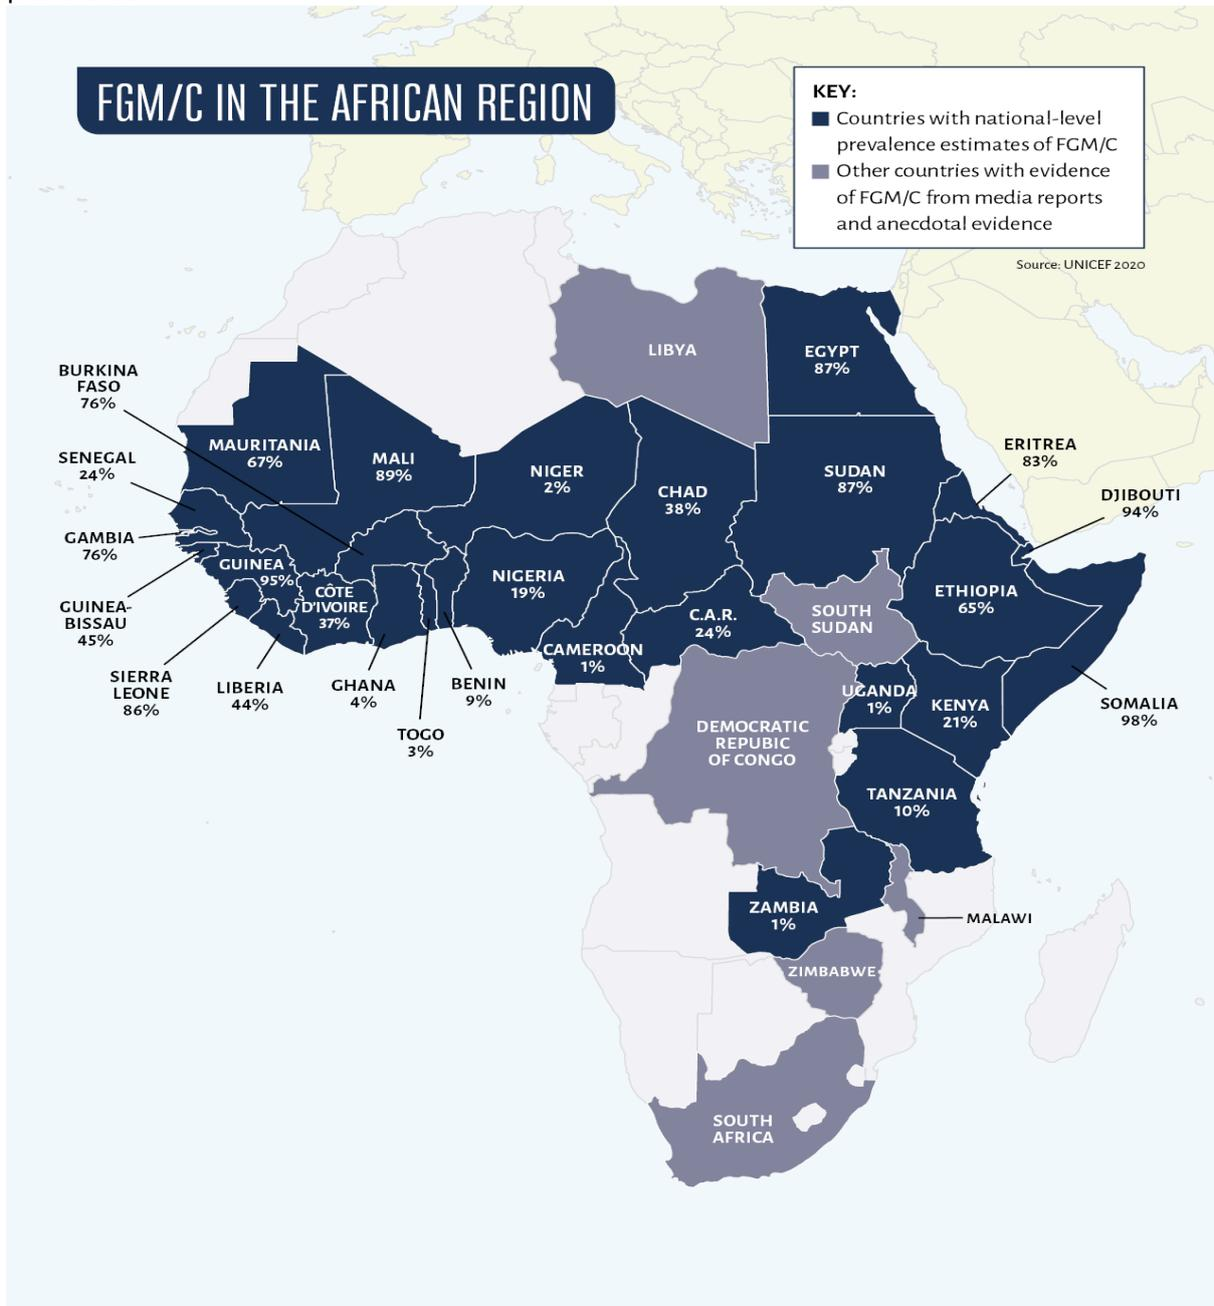 FGM/C IN THE AFRICAN REGION
KEY:
Countries with national-level
prevalence estimates of FGM/C
Other countries with evidence
of FGM/C from media reports
and anecdotal evidence
Source: UNICEF 2020
LIBYA
EGYPT
87%
BURKINA
FASO
76%
MAURITANIA
67%
MALI
89%
NIGER
2%
CHAD
38%
SUDAN
87%
ERITREA
83%
SENEGAL
24%
DJIBOUTI
94%
GAMBIA
76%
GUINEA
95%
CÔTE
D'IVOIRE
37%
NIGERIA
19%
C.A.R.
24%
SOUTH
SUDAN
ETHIOPIA
65%
GUINEA-
BISSAU
45%
CAMEROON
1%
SIERRA
LEONE
86%
LIBERIA
44%
GHANA
4%
BENIN
9%
TOGO
3%
UGANDA
1%
KENYA
21%
SOMALIA
98%
DEMOCRATIC
REPUBIC
OF CONGO
TANZANIA
10%
ZAMBIA
1%
MALAWI
ZIMBABWE
SOUTH
AFRICA